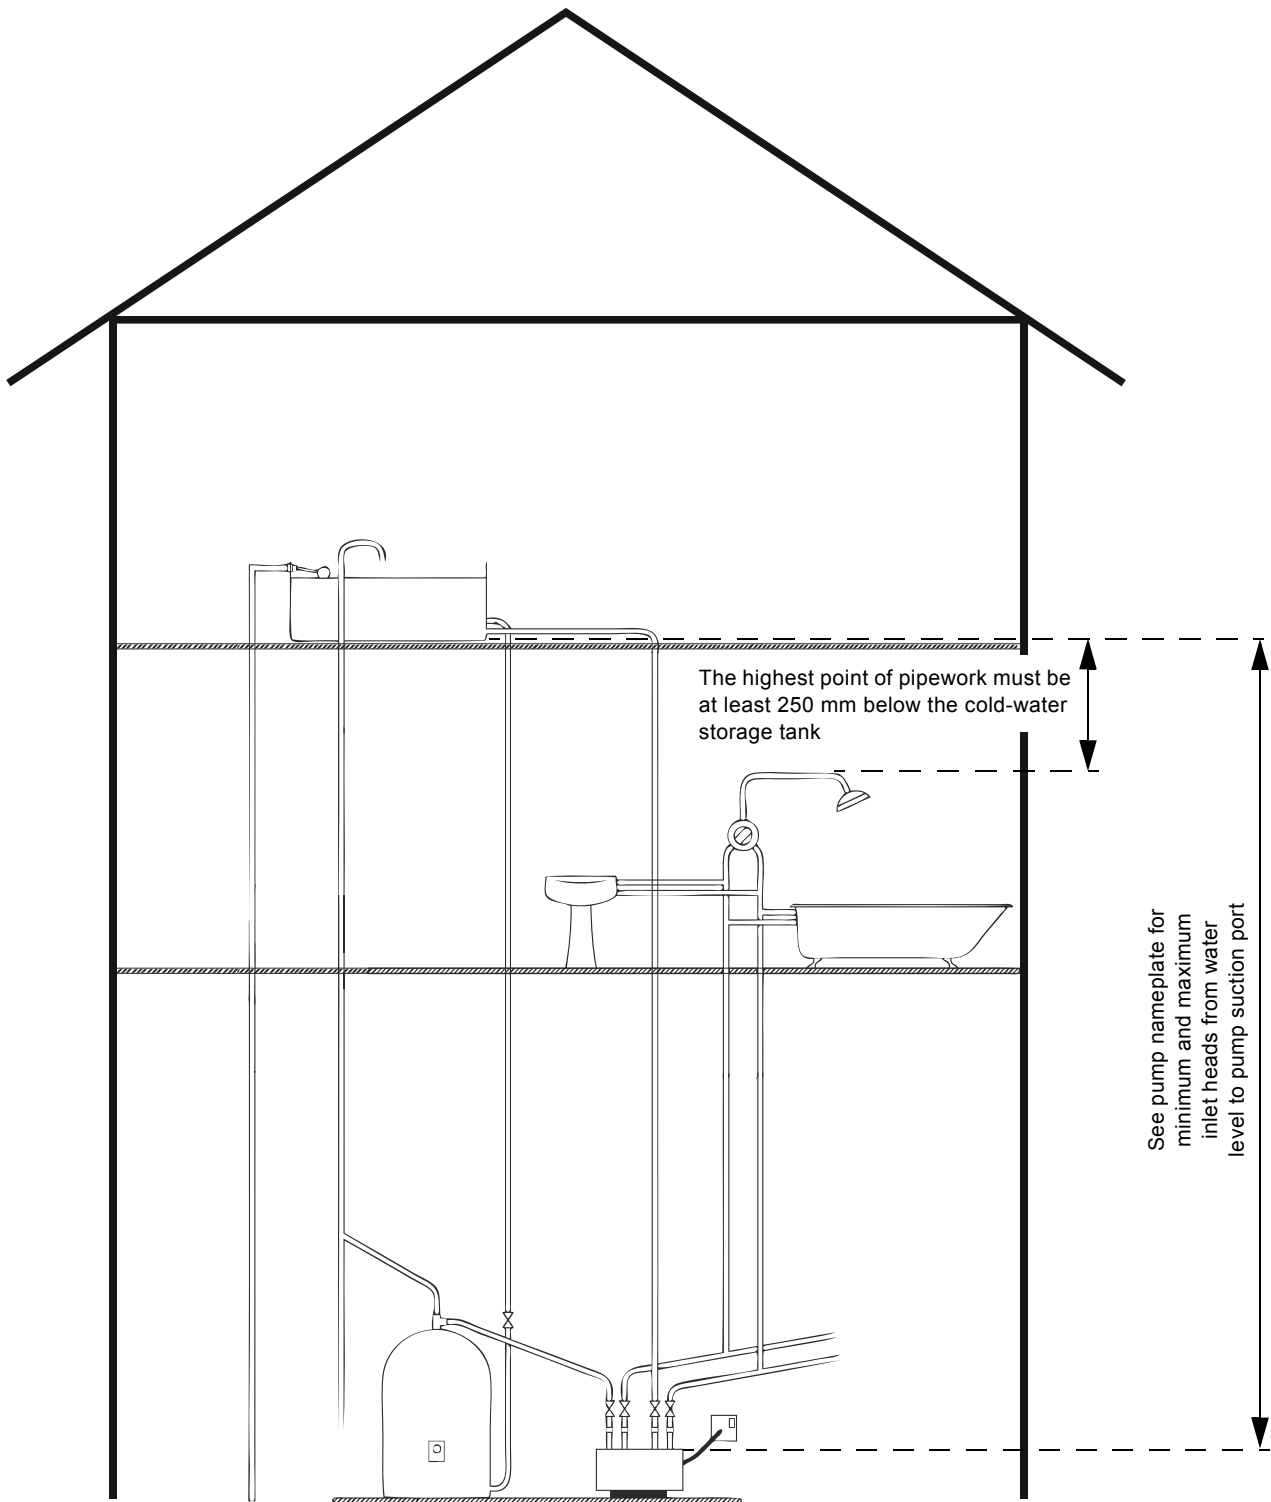 The highest point of pipework must be
at least 250 mm below the cold-water
storage tank
See pump nameplate for
minimum and maximum
inlet heads from water
level to pump suction port